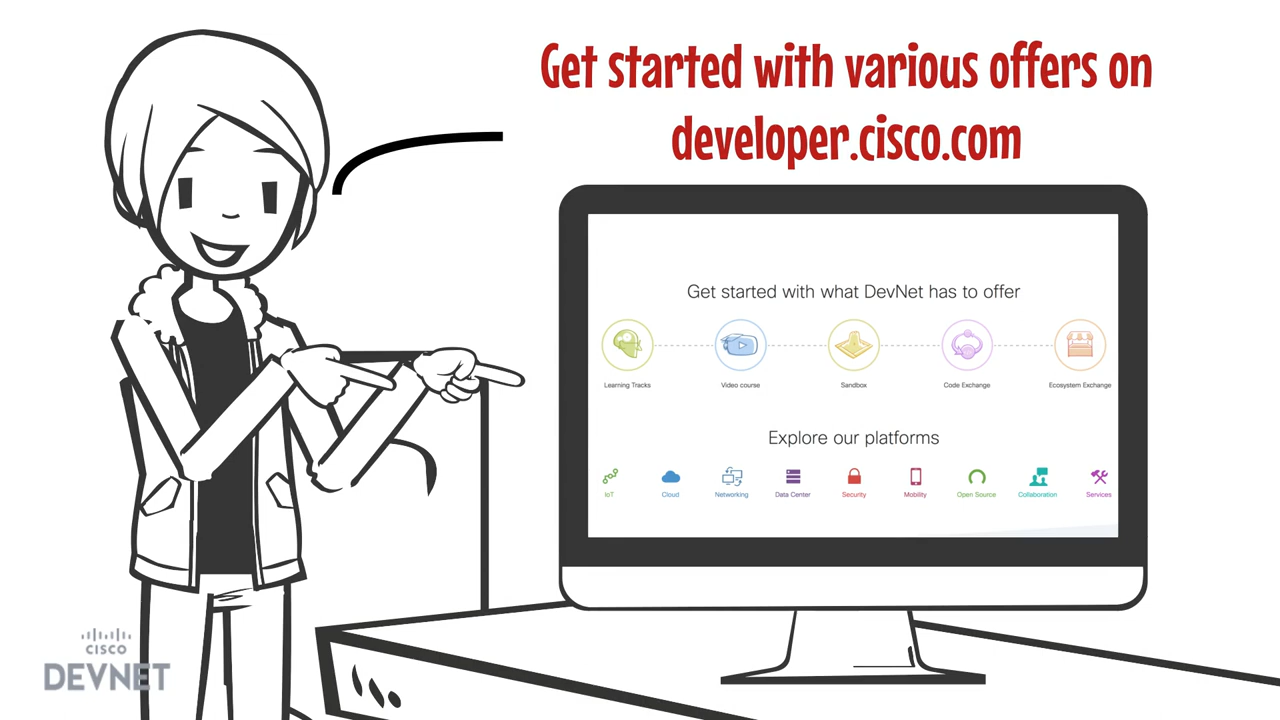 Get started with various offers on
developer.cisco.com
Get started with what DevNet has to offer
Learning Tracks
Video course
Sandbox
Code Exchange
Ecosystem Exchange
Explore our platforms
IoT
Cloud
Networking
Data Center
Security
Mobility
Open Source
Collaboration
Services
CISCO
DEVNET